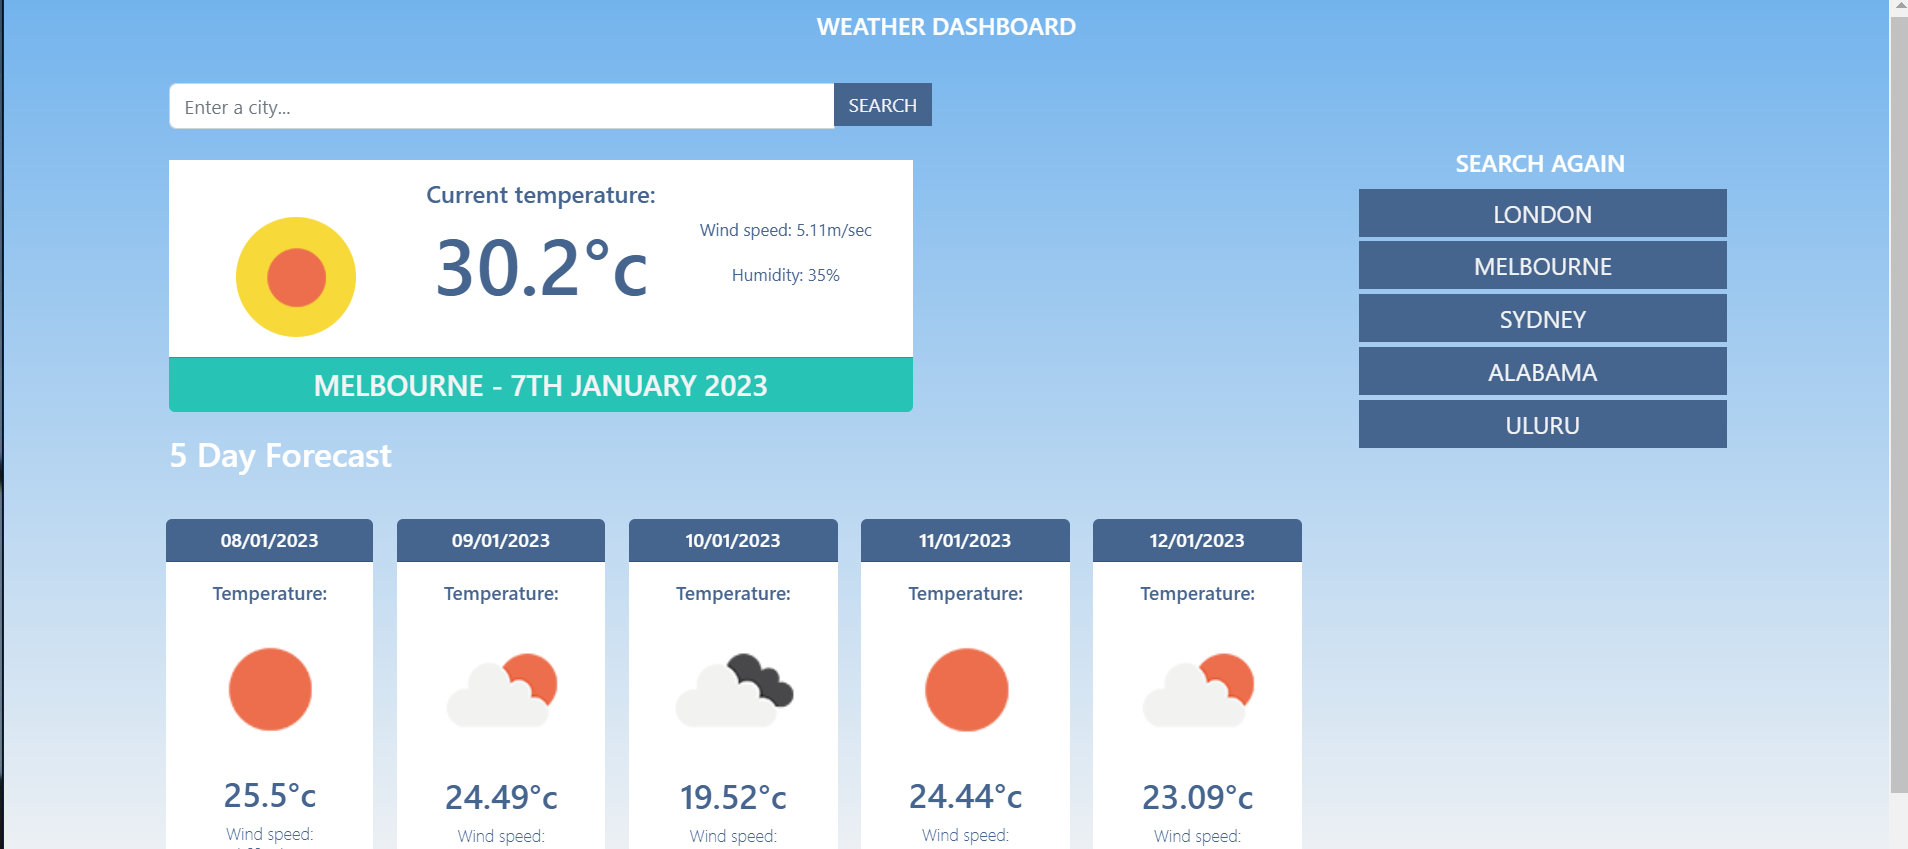 WEATHER DASHBOARD
Enter a city...
SEARCH
Current temperature:
30.2°c
Wind speed: 5.11m/sec
Humidity: 35%
MELBOURNE - 7TH JANUARY 2023
SEARCH AGAIN
LONDON
MELBOURNE
SYDNEY
ALABAMA
ULURU
5 Day Forecast
08/01/2023
Temperature:
25.5°c
Wind speed:
09/01/2023
Temperature:
24.49°c
Wind speed:
10/01/2023
Temperature:
19.52°c
Wind speed:
11/01/2023
Temperature:
24.44°c
Wind speed:
12/01/2023
Temperature:
23.09°c
Wind speed: